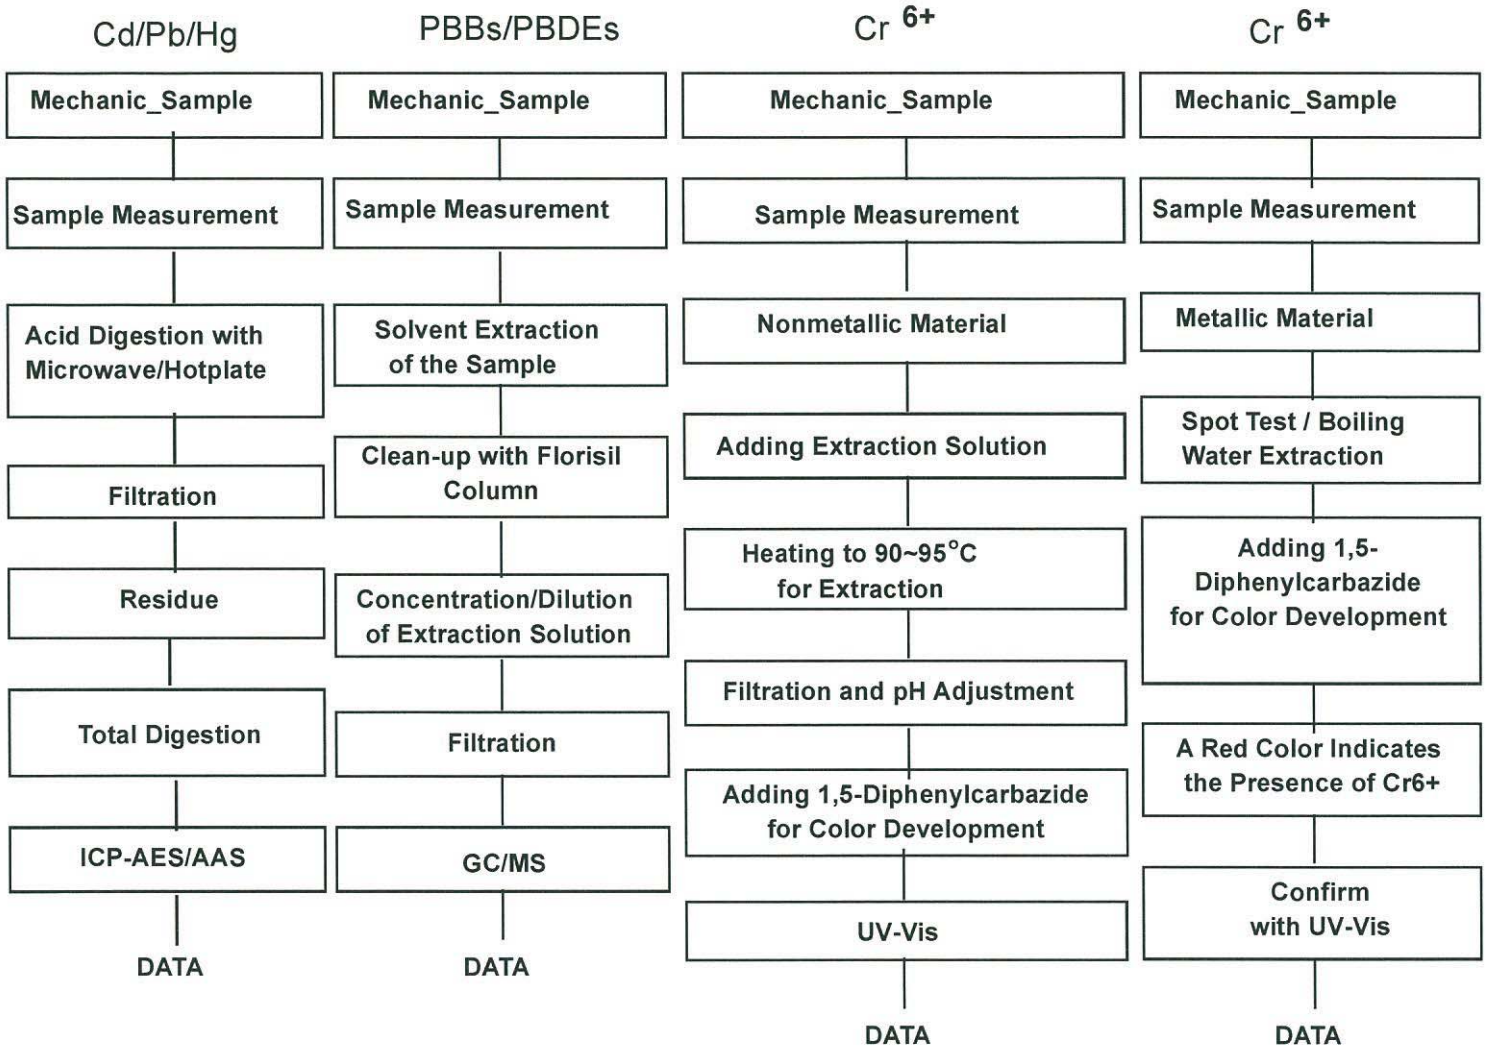 Cd/Pb/Hg
Mechanic_Sample
Sample Measurement
Acid Digestion with
Microwave/Hotplate
Filtration
Residue
Total Digestion
ICP-AES/AAS
DATA
PBBs/PBDEs
Mechanic_Sample
Sample Measurement
Solvent Extraction
of the Sample
Clean-up with Florisil
Column
Concentration/Dilution
of Extraction Solution
Filtration
GC/MS
DATA
Cr 6+
Mechanic_Sample
Sample Measurement
Nonmetallic Material
Adding Extraction Solution
Heating to 90~95°C
for Extraction
Filtration and pH Adjustment
Adding 1,5-Diphenylcarbazide
for Color Development
UV-Vis
DATA
Cr 6+
Mechanic_Sample
Sample Measurement
Metallic Material
Spot Test / Boiling
Water Extraction
Adding 1,5-
Diphenylcarbazide
for Color Development
A Red Color Indicates
the Presence of Cr6+
Confirm
with UV-Vis
DATA